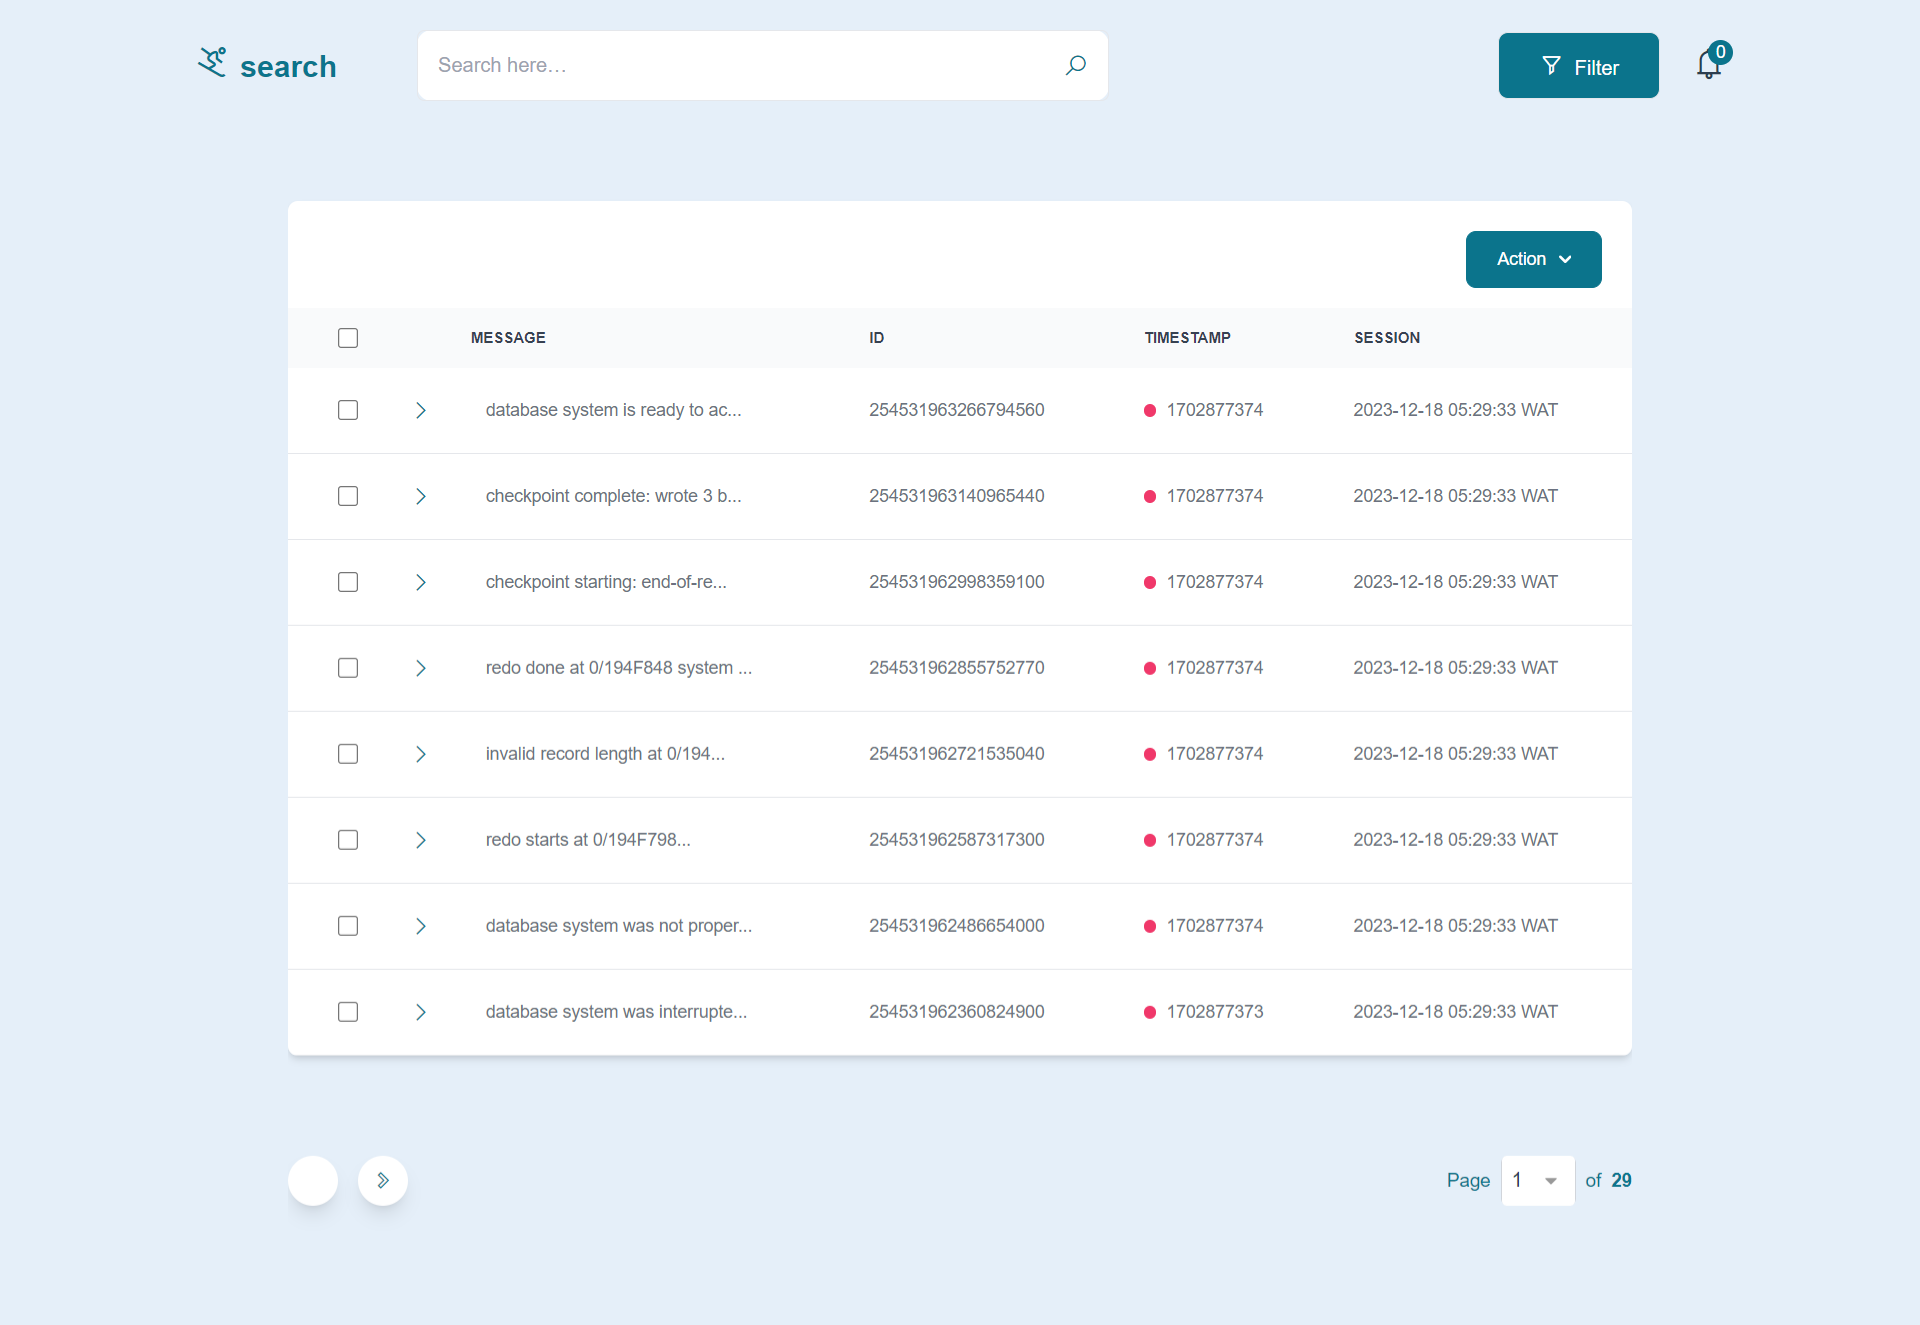 search
Search here...
Filter
0
Action
MESSAGE ID TIMESTAMP SESSION
database system is ready to ac... 254531963266794560 1702877374 2023-12-18 05:29:33 WAT
checkpoint complete: wrote 3 b... 254531963140965440 1702877374 2023-12-18 05:29:33 WAT
checkpoint starting: end-of-re... 254531962998359100 1702877374 2023-12-18 05:29:33 WAT
redo done at 0/194F848 system ... 254531962855752770 1702877374 2023-12-18 05:29:33 WAT
invalid record length at 0/194... 254531962721535040 1702877374 2023-12-18 05:29:33 WAT
redo starts at 0/194F798... 254531962587317300 1702877374 2023-12-18 05:29:33 WAT
database system was not proper... 254531962486654000 1702877374 2023-12-18 05:29:33 WAT
database system was interrupte... 254531962360824900 1702877373 2023-12-18 05:29:33 WAT
Page 1 of 29